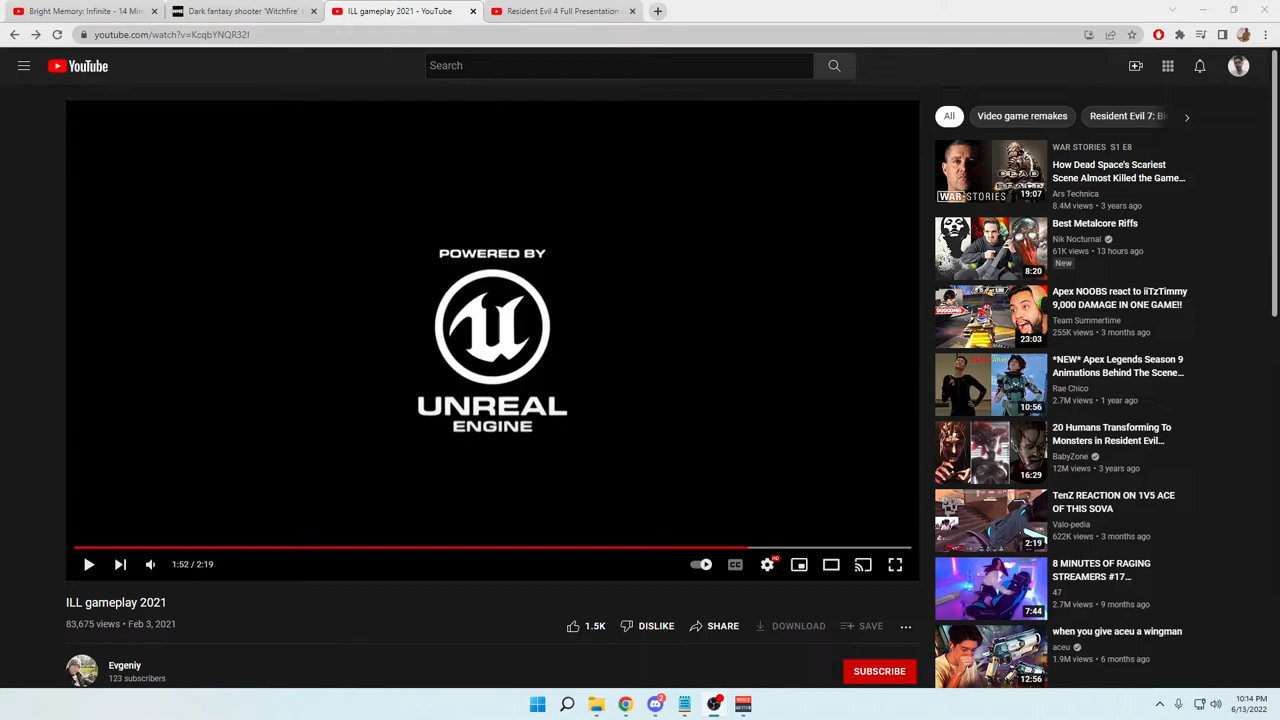 Bright Memory: Infinite - 14 Min
Dark fantasy shooter 'Witchfire' s
ILL gameplay 2021 - YouTube
Resident Evil 4 Full Presentation
youtube.com/watch?v=KcqbYNQR32I
YouTube
Search
All
Video game remakes
Resident Evil 7: Bi
POWERED BY
UNREAL
ENGINE
1:52 / 2:19
CC
HD
ILL gameplay 2021
83,675 views • Feb 3, 2021
1.5K
DISLIKE
SHARE
DOWNLOAD
SAVE
Evgeniy
123 subscribers
SUBSCRIBE
WAR STORIES S1 E8
How Dead Space's Scariest
Scene Almost Killed the Game...
Ars Technica
8.4M views • 3 years ago
WAR STORIES
19:07
Best Metalcore Riffs
Nik Nocturnal
61K views • 13 hours ago
New
8:20
Apex NOOBS react to iiTzTimmy
9,000 DAMAGE IN ONE GAME!!
Team Summertime
255K views • 3 months ago
23:03
*NEW* Apex Legends Season 9
Animations Behind The Scene...
Rae Chico
2.7M views • 1 year ago
10:56
20 Humans Transforming To
Monsters in Resident Evil...
BabyZone
12M views • 3 years ago
16:29
TenZ REACTION ON 1V5 ACE
OF THIS SOVA
Valo-pedia
622K views • 3 months ago
2:19
8 MINUTES OF RAGING
STREAMERS #17...
47
2.7M views • 9 months ago
7:44
when you give aceu a wingman
aceu
1.9M views • 6 months ago
12:56
2
10:14 PM
6/13/2022